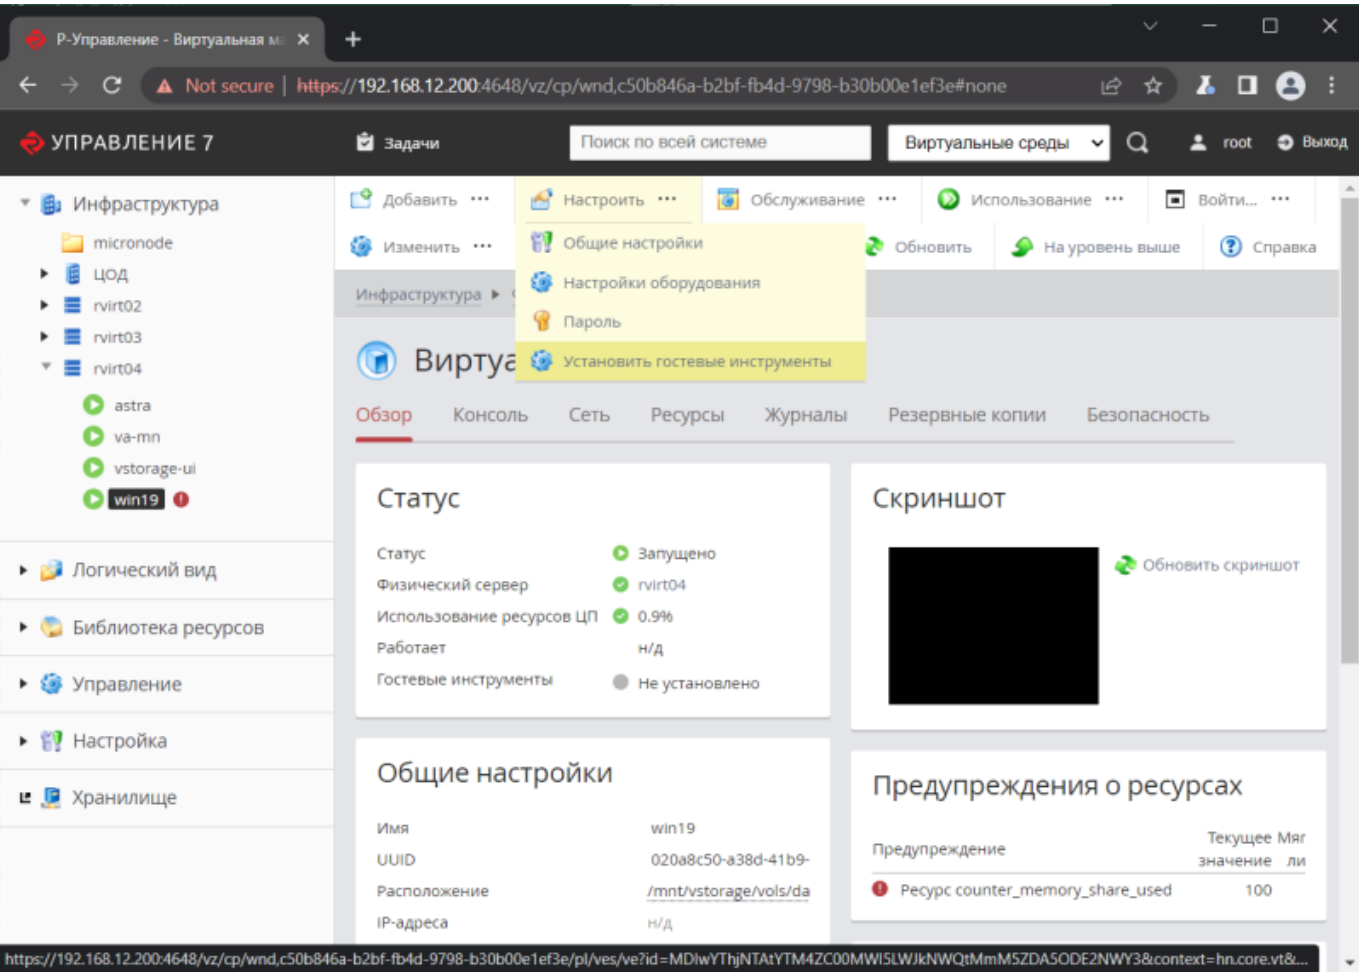 Р-Управление - Виртуальная ма
Not secure | https://192.168.12.200:4648/vz/cp/wnd,c50b846a-b2bf-fb4d-9798-b30b00e1ef3e#none
УПРАВЛЕНИЕ 7
Задачи
Поиск по всей системе
Виртуальные среды
root
Выход
Инфраструктура
micronode
ЦОД
rvirt02
rvirt03
rvirt04
astra
va-mn
vstorage-ui
win19
Логический вид
Библиотека ресурсов
Управление
Настройка
Хранилище
Добавить ...
Настроить ...
Обслуживание ...
Использование ...
Войти... ...
Изменить ...
Общие настройки
Обновить
На уровень выше
Справка
Настройки оборудования
Инфраструктура
Пароль
Виртуа
Установить гостевые инструменты
Обзор Консоль Сеть Ресурсы Журналы Резервные копии Безопасность
Статус
Статус Запущено
Физический сервер rvirt04
Использование ресурсов ЦП 0.9%
Работает н/д
Гостевые инструменты Не установлено
Скриншот
Обновить скриншот
Общие настройки
Имя win19
UUID 020a8c50-a38d-41b9-
Расположение /mnt/vstorage/vols/da
IP-адреса н/д
Предупреждения о ресурсах
Предупреждение
Текущее Мяг
значение ли
Ресурс counter_memory_share_used 100
https://192.168.12.200:4648/vz/cp/wnd,c50b846a-b2bf-fb4d-9798-b30b00e1ef3e/pl/ves/ve?id=MDIwYThjNTAtYTM4ZC00MWI5LWJkNWQtMmM5ZDA5ODE2NWY3&context=hn.core.vt&...